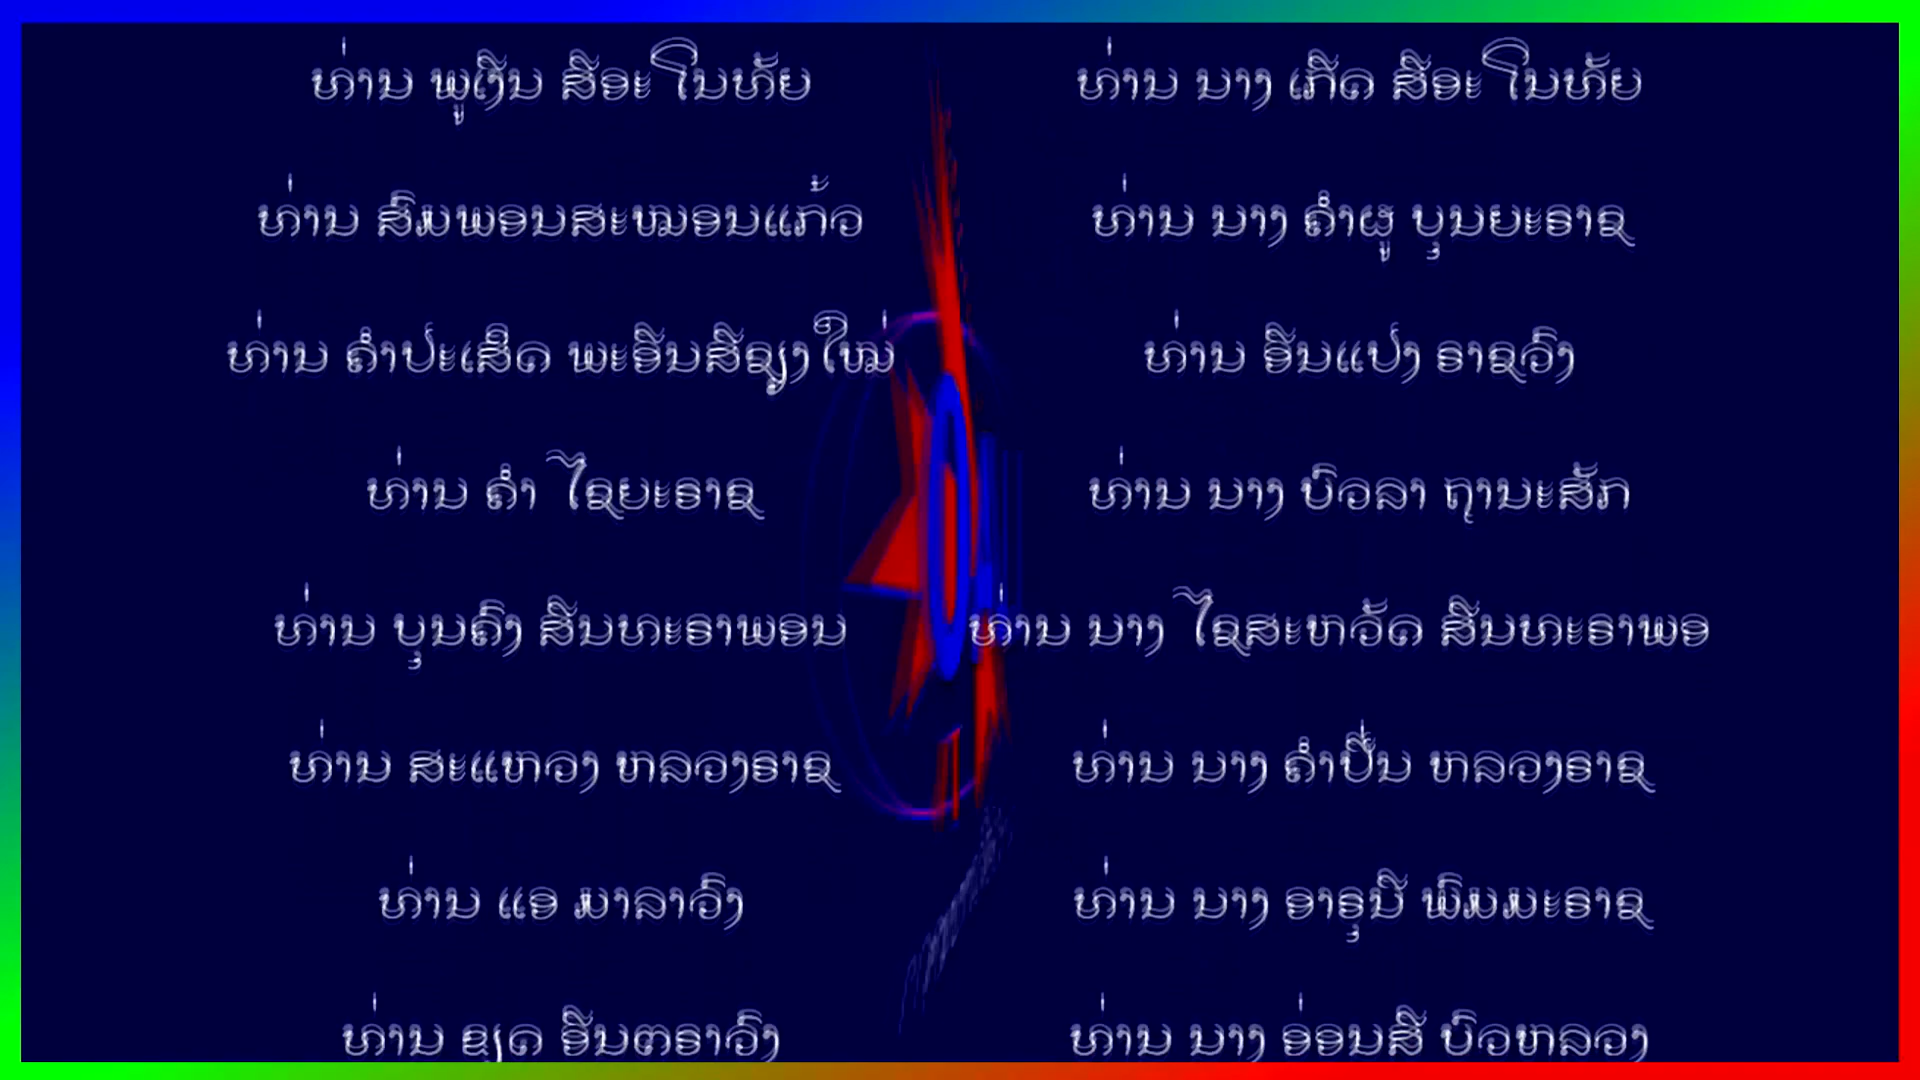 ທ່ານ ພູເງິນ ສີອະໂນທັຍ
ທ່ານ ນາງ ເກີດ ສີອະໂນທັຍ
ທ່ານ ສົມພອນສະໝອນແກ້ວ
ທ່ານ ນາງ ຄຳຜູ ບຸນຍະຣາຊ
ທ່ານ ຄຳປະເສີດ ພະອິນສີຊຽງໃໝ່
ທ່ານ ອິນແປງ ຣາຊວົງ
ທ່ານ ຄຳ ໄຊຍະຣາຊ
ທ່ານ ນາງ ບົວລາ ຖານະສັກ
ທ່ານ ບຸນຄົງ ສິນທະຣາພອນ
ທ່ານ ນາງ ໄຊສະຫວັດ ສິນທະຣາພອ
ທ່ານ ສະແຫວງ ຫລວງຣາຊ
ທ່ານ ນາງ ຄຳປິ່ນ ຫລວງຣາຊ
ທ່ານ ແອ ມາລາວົງ
ທ່ານ ນາງ ອາຣຸນີ ພົມມະຣາຊ
ທ່ານ ຂຽດ ອິນຕຣາວົງ
ທ່ານ ນາງ ອ່ອນສີ ບົວຫລວງ